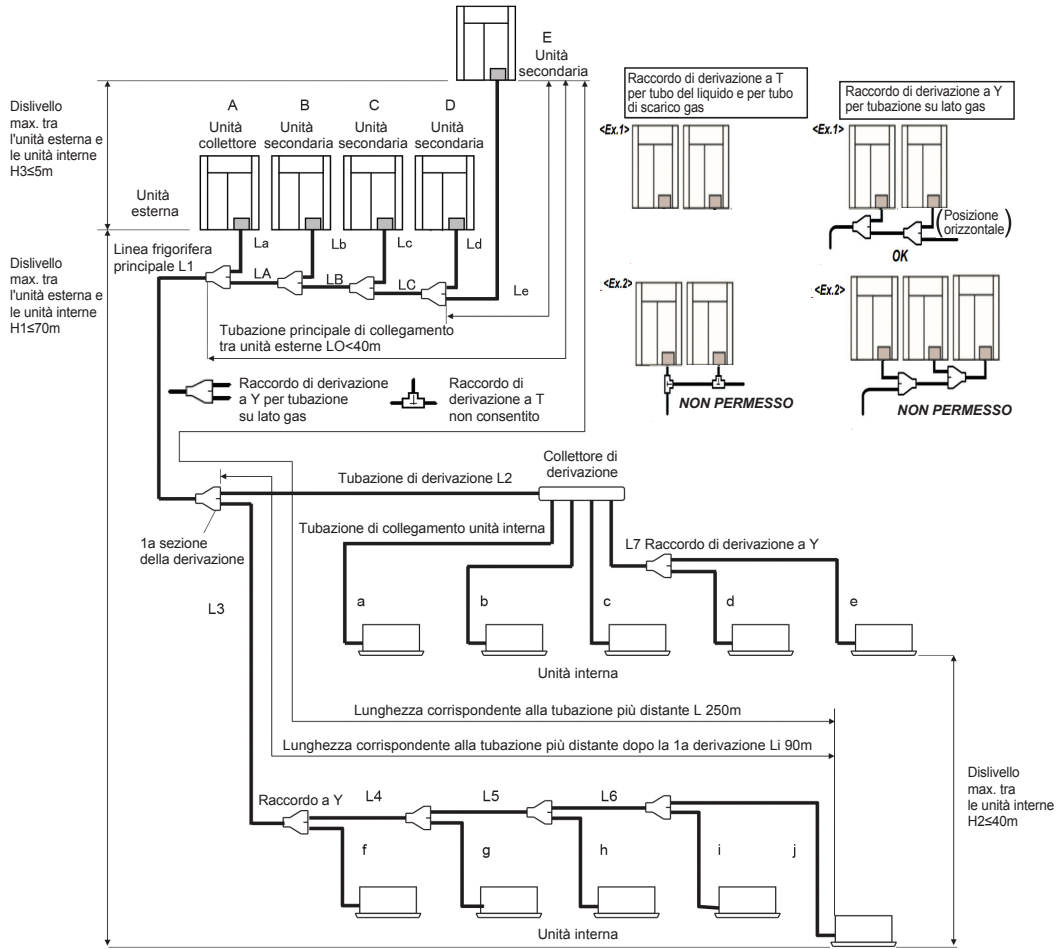 E
Unità
secondaria
Dislivello
max. tra
l'unità esterna e
le unità interne
H3≤5m
A
Unità
collettore
B
Unità
secondaria
C
Unità
secondaria
D
Unità
secondaria
Unità
esterna
Raccordo di derivazione a T
per tubo del liquido e per tubo
di scarico gas
<Ex.1>
Raccordo di derivazione a Y
per tubazione su lato gas
<Ex.1>
(Posizione
orizzontale)
OK
Dislivello
max. tra
l'unità esterna e
le unità interne
H1≤70m
Linea frigorifera
principale L1
La
Lb
Lc
Ld
LA
LB
LC
Le
<Ex.2>
NON PERMESSO
<Ex.2>
NON PERMESSO
Tubazione principale di collegamento
tra unità esterne LO<40m
Raccordo di derivazione
a Y per tubazione
su lato gas
Raccordo di
derivazione a T
non consentito
Collettore di
derivazione
Tubazione di derivazione L2
Tubazione di collegamento unità interna
1a sezione
della derivazione
L7 Raccordo di derivazione a Y
L3
a
b
c
d
e
Unità interna
Lunghezza corrispondente alla tubazione più distante L 250m
Lunghezza corrispondente alla tubazione più distante dopo la 1a derivazione Li 90m
Dislivello
max. tra
le unità interne
H2≤40m
Raccordo a Y
L4
L5
L6
f
g
h
i
j
Unità interna